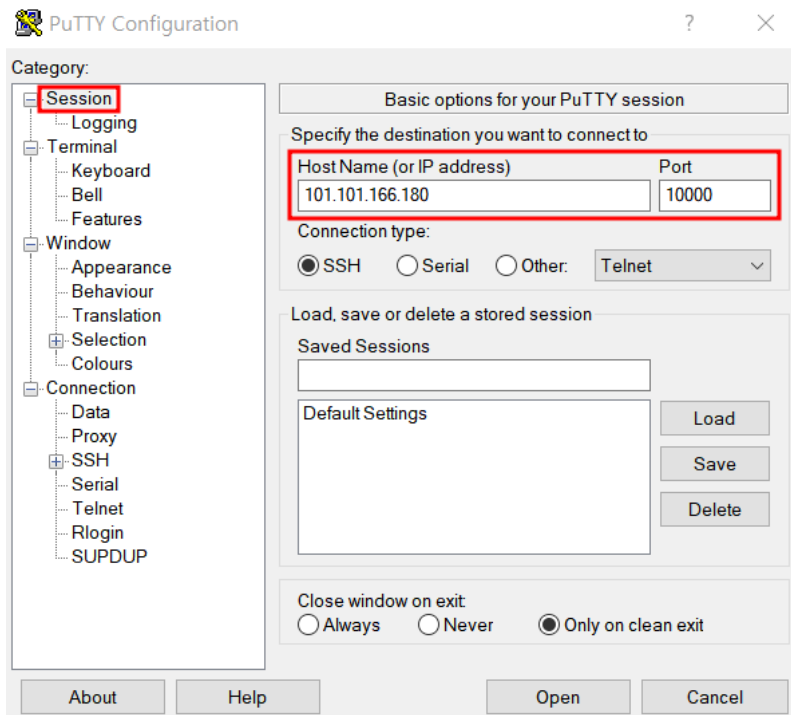 PuTTY Configuration
Category:
Session
Logging
Terminal
Keyboard
Bell
Features
Window
Appearance
Behaviour
Translation
Selection
Colours
Connection
Data
Proxy
SSH
Serial
Telnet
Rlogin
SUPDUP
Basic options for your PuTTY session
Specify the destination you want to connect to
Host Name (or IP address) Port
101.101.166.180 10000
Connection type:
SSH Serial Other: Telnet
Load, save or delete a stored session
Saved Sessions
Default Settings
Load
Save
Delete
Close window on exit:
Always Never Only on clean exit
About Help Open Cancel